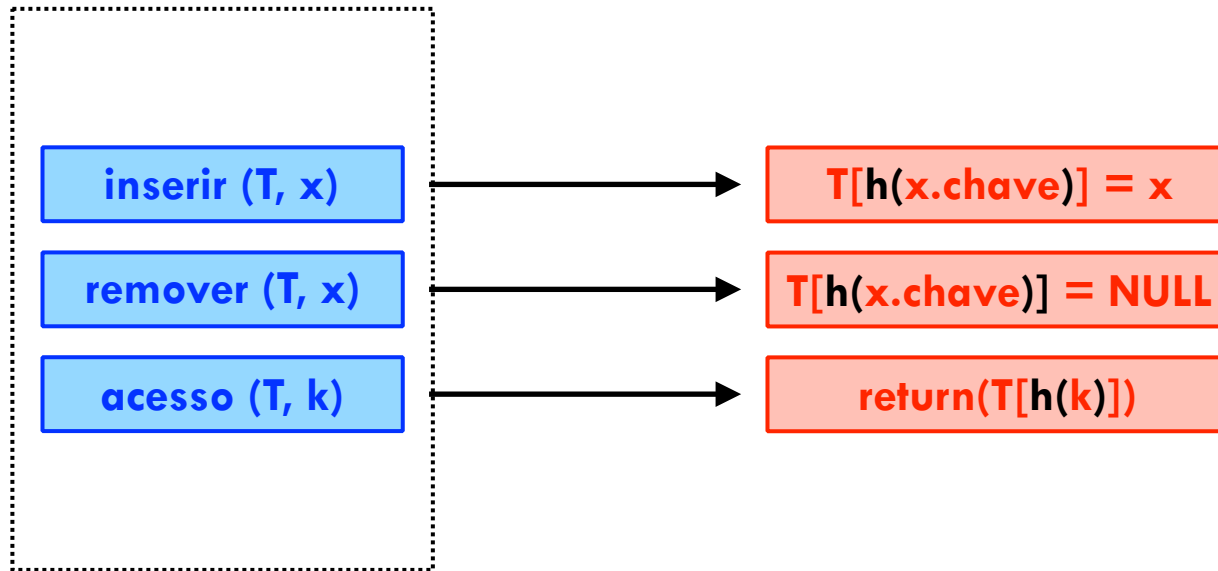 inserir (T, x)
T[h(x.chave)] = x
remover (T, x)
T[h(x.chave)] = NULL
acesso (T, k)
return(T[h(k)])